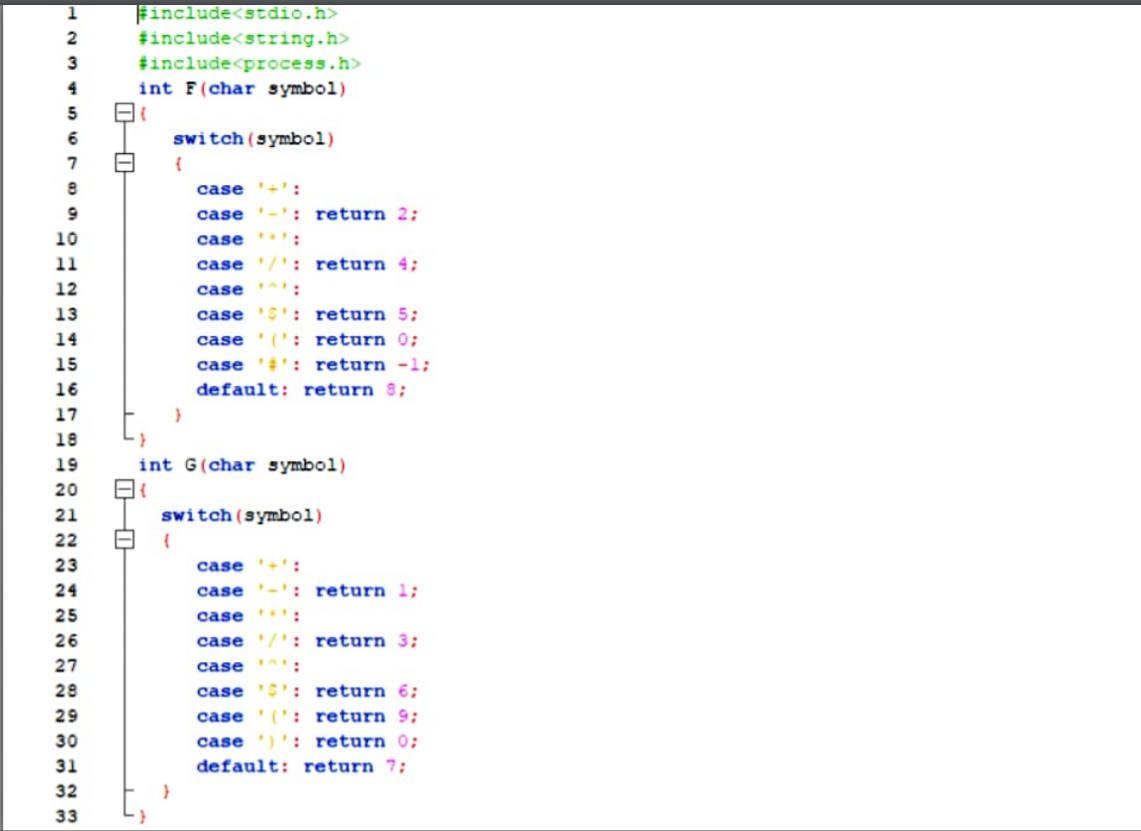 1 #include<stdio.h>
2 #include<string.h>
3 #include<process.h>
4 int F(char symbol)
5 {
6 switch(symbol)
7 {
8 case '+':
9 case '-': return 2;
10 case '*':
11 case '/': return 4;
12 case '^':
13 case '$': return 5;
14 case '(': return 0;
15 case '#': return -1;
16 default: return 8;
17 }
18 }
19 int G(char symbol)
20 {
21 switch(symbol)
22 {
23 case '+':
24 case '-': return 1;
25 case '*':
26 case '/': return 3;
27 case '^':
28 case '$': return 6;
29 case '(': return 9;
30 case ')': return 0;
31 default: return 7;
32 }
33 }